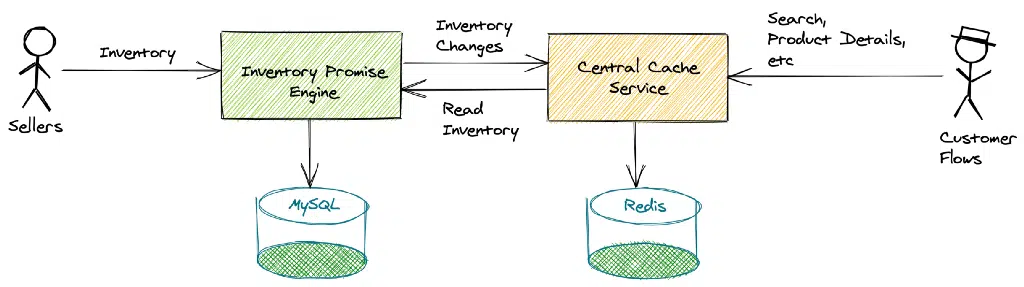 Sellers
Inventory
Inventory Promise
Engine
MySQL
Inventory
Changes
Read
Inventory
Central Cache
Service
Redis
Search,
Product Details,
etc
Customer
Flows